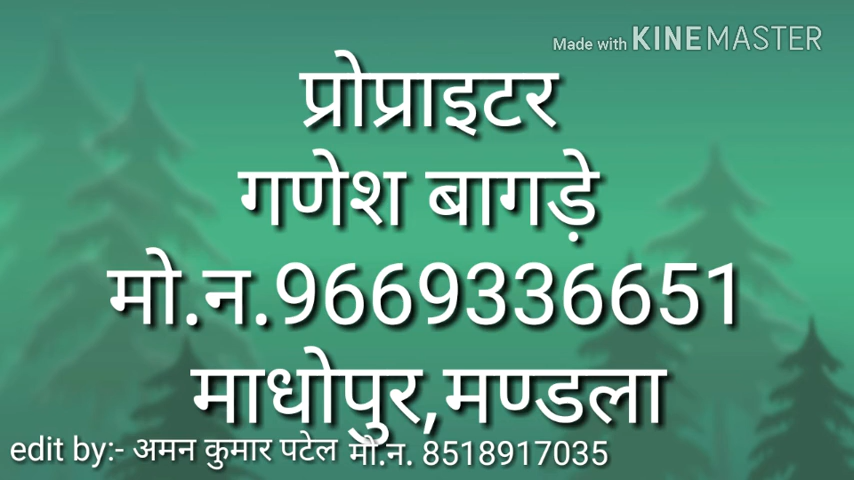 Made with KINEMASTER
प्रोप्राइटर
गणेश बागड़े
मो.न.9669336651
माधोपुर,मण्डला
edit by:- अमन कुमार पटेल मो.न. 8518917035